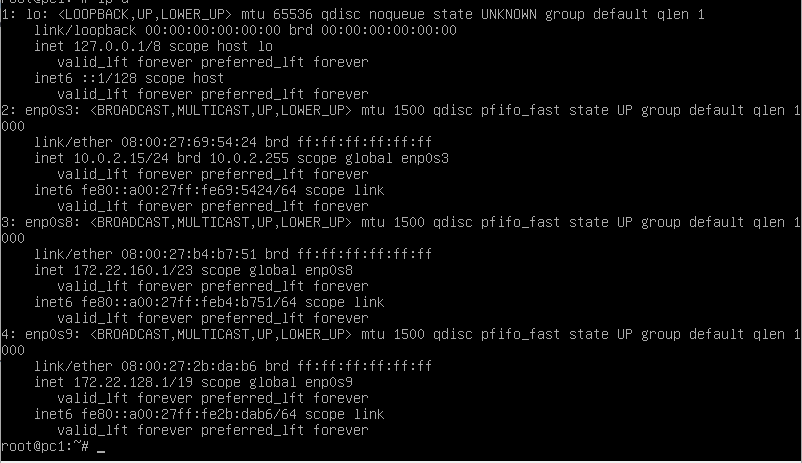 root@pc1:~# ip a
1: lo: <LOOPBACK,UP,LOWER_UP> mtu 65536 qdisc noqueue state UNKNOWN group default qlen 1
    link/loopback 00:00:00:00:00:00 brd 00:00:00:00:00:00
    inet 127.0.0.1/8 scope host lo
       valid_lft forever preferred_lft forever
    inet6 ::1/128 scope host
       valid_lft forever preferred_lft forever
2: enp0s3: <BROADCAST,MULTICAST,UP,LOWER_UP> mtu 1500 qdisc pfifo_fast state UP group default qlen 1
000
    link/ether 08:00:27:69:54:24 brd ff:ff:ff:ff:ff:ff
    inet 10.0.2.15/24 brd 10.0.2.255 scope global enp0s3
       valid_lft forever preferred_lft forever
    inet6 fe80::a00:27ff:fe69:5424/64 scope link
       valid_lft forever preferred_lft forever
3: enp0s8: <BROADCAST,MULTICAST,UP,LOWER_UP> mtu 1500 qdisc pfifo_fast state UP group default qlen 1
000
    link/ether 08:00:27:b4:b7:51 brd ff:ff:ff:ff:ff:ff
    inet 172.22.160.1/23 scope global enp0s8
       valid_lft forever preferred_lft forever
    inet6 fe80::a00:27ff:feb4:b751/64 scope link
       valid_lft forever preferred_lft forever
4: enp0s9: <BROADCAST,MULTICAST,UP,LOWER_UP> mtu 1500 qdisc pfifo_fast state UP group default qlen 1
000
    link/ether 08:00:27:2b:da:b6 brd ff:ff:ff:ff:ff:ff
    inet 172.22.128.1/19 scope global enp0s9
       valid_lft forever preferred_lft forever
    inet6 fe80::a00:27ff:fe2b:dab6/64 scope link
       valid_lft forever preferred_lft forever
root@pc1:~# _